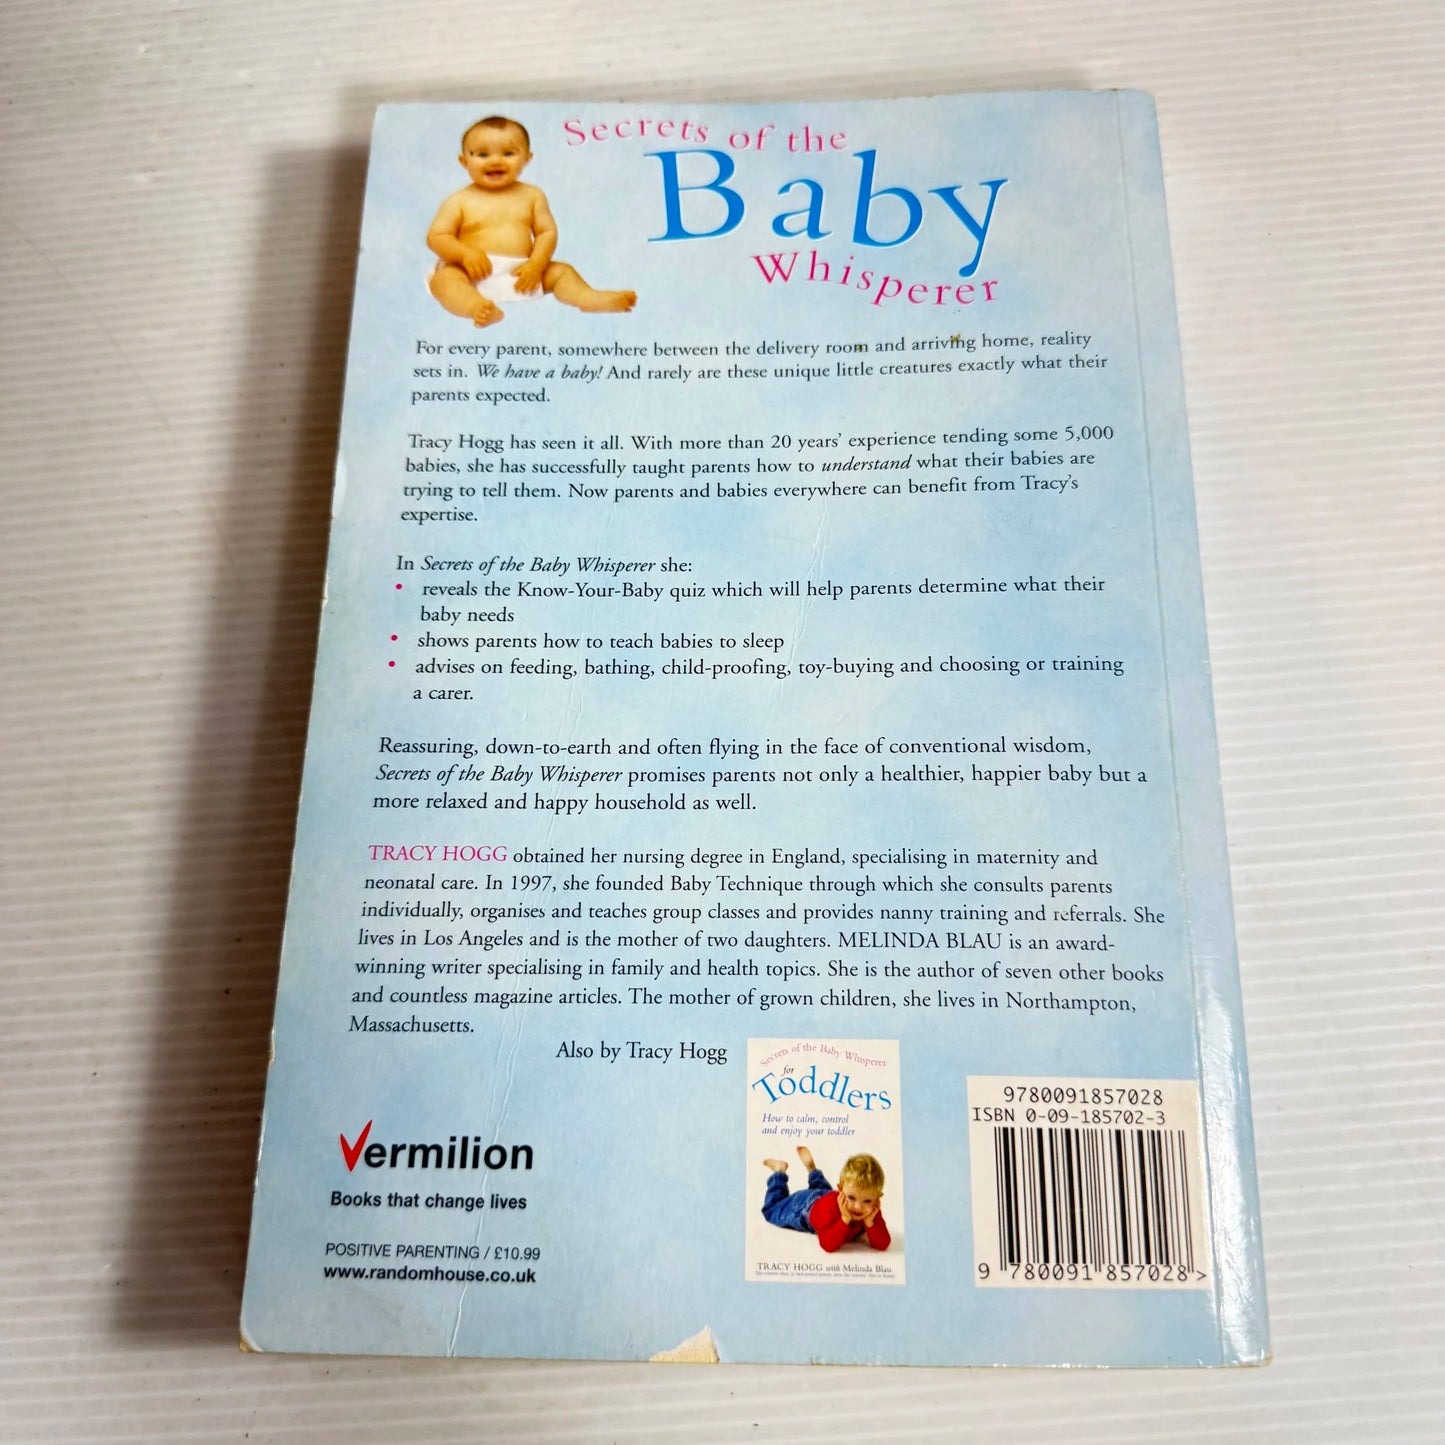 Secrets of the
Baby
Whisperer
For every parent, somewhere between the delivery room and arriving home, reality
sets in. We have a baby! And rarely are these unique little creatures exactly what their
parents expected.
Tracy Hogg has seen it all. With more than 20 years' experience tending some 5,000
babies, she has successfully taught parents how to understand what their babies are
trying to tell them. Now parents and babies everywhere can benefit from Tracy's
expertise.
In Secrets of the Baby Whisperer she:
• reveals the Know-Your-Baby quiz which will help parents determine what their
baby needs
• shows parents how to teach babies to sleep
• advises on feeding, bathing, child-proofing, toy-buying and choosing or training
a carer.
Reassuring, down-to-earth and often flying in the face of conventional wisdom,
Secrets of the Baby Whisperer promises parents not only a healthier, happier baby but a
more relaxed and happy household as well.
TRACY HOGG obtained her nursing degree in England, specialising in maternity and
neonatal care. In 1997, she founded Baby Technique through which she consults parents
individually, organises and teaches group classes and provides nanny training and referrals. She
lives in Los Angeles and is the mother of two daughters. MELINDA BLAU is an award-
winning writer specialising in family and health topics. She is the author of seven other books
and countless magazine articles. The mother of grown children, she lives in Northampton,
Massachusetts.
Also by Tracy Hogg
Secrets of the Baby Whisperer
for
Toddlers
How to calm, control
and enjoy your toddler
TRACY HOGG with Melinda Blau
Vermilion
Books that change lives
POSITIVE PARENTING / £10.99
www.randomhouse.co.uk
9780091857028
ISBN 0-09-185702-3
9 780091 857028 >